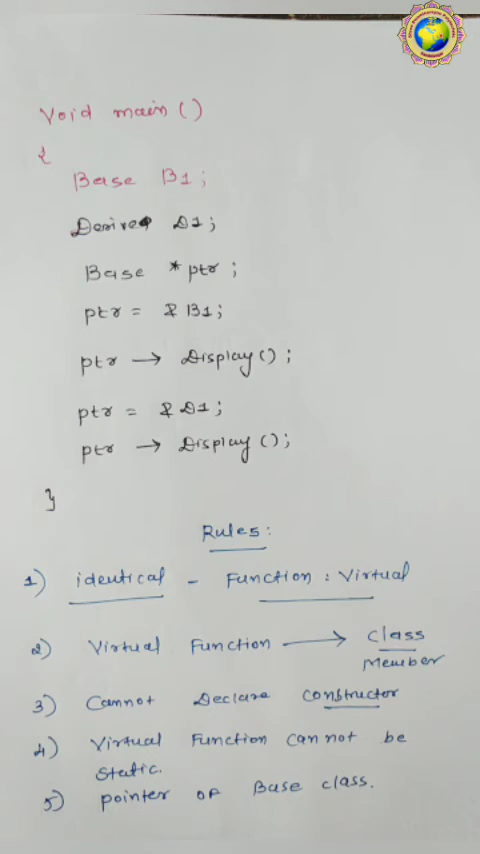 Void main()
{
Base B1;
Derive D1;
Base *ptr;
ptr = & B1;
ptr → Display();
ptr = & D1;
ptr → Display();
}
Rules:
1) identical - Function : Virtual
2) Virtual Function → class
Member
3) Cannot Declare constructor
4) Virtual Function can not be
Static.
5) pointer of Base class.